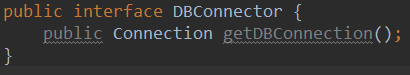 public interface DBConnector {
    public Connection getDBConnection();
}